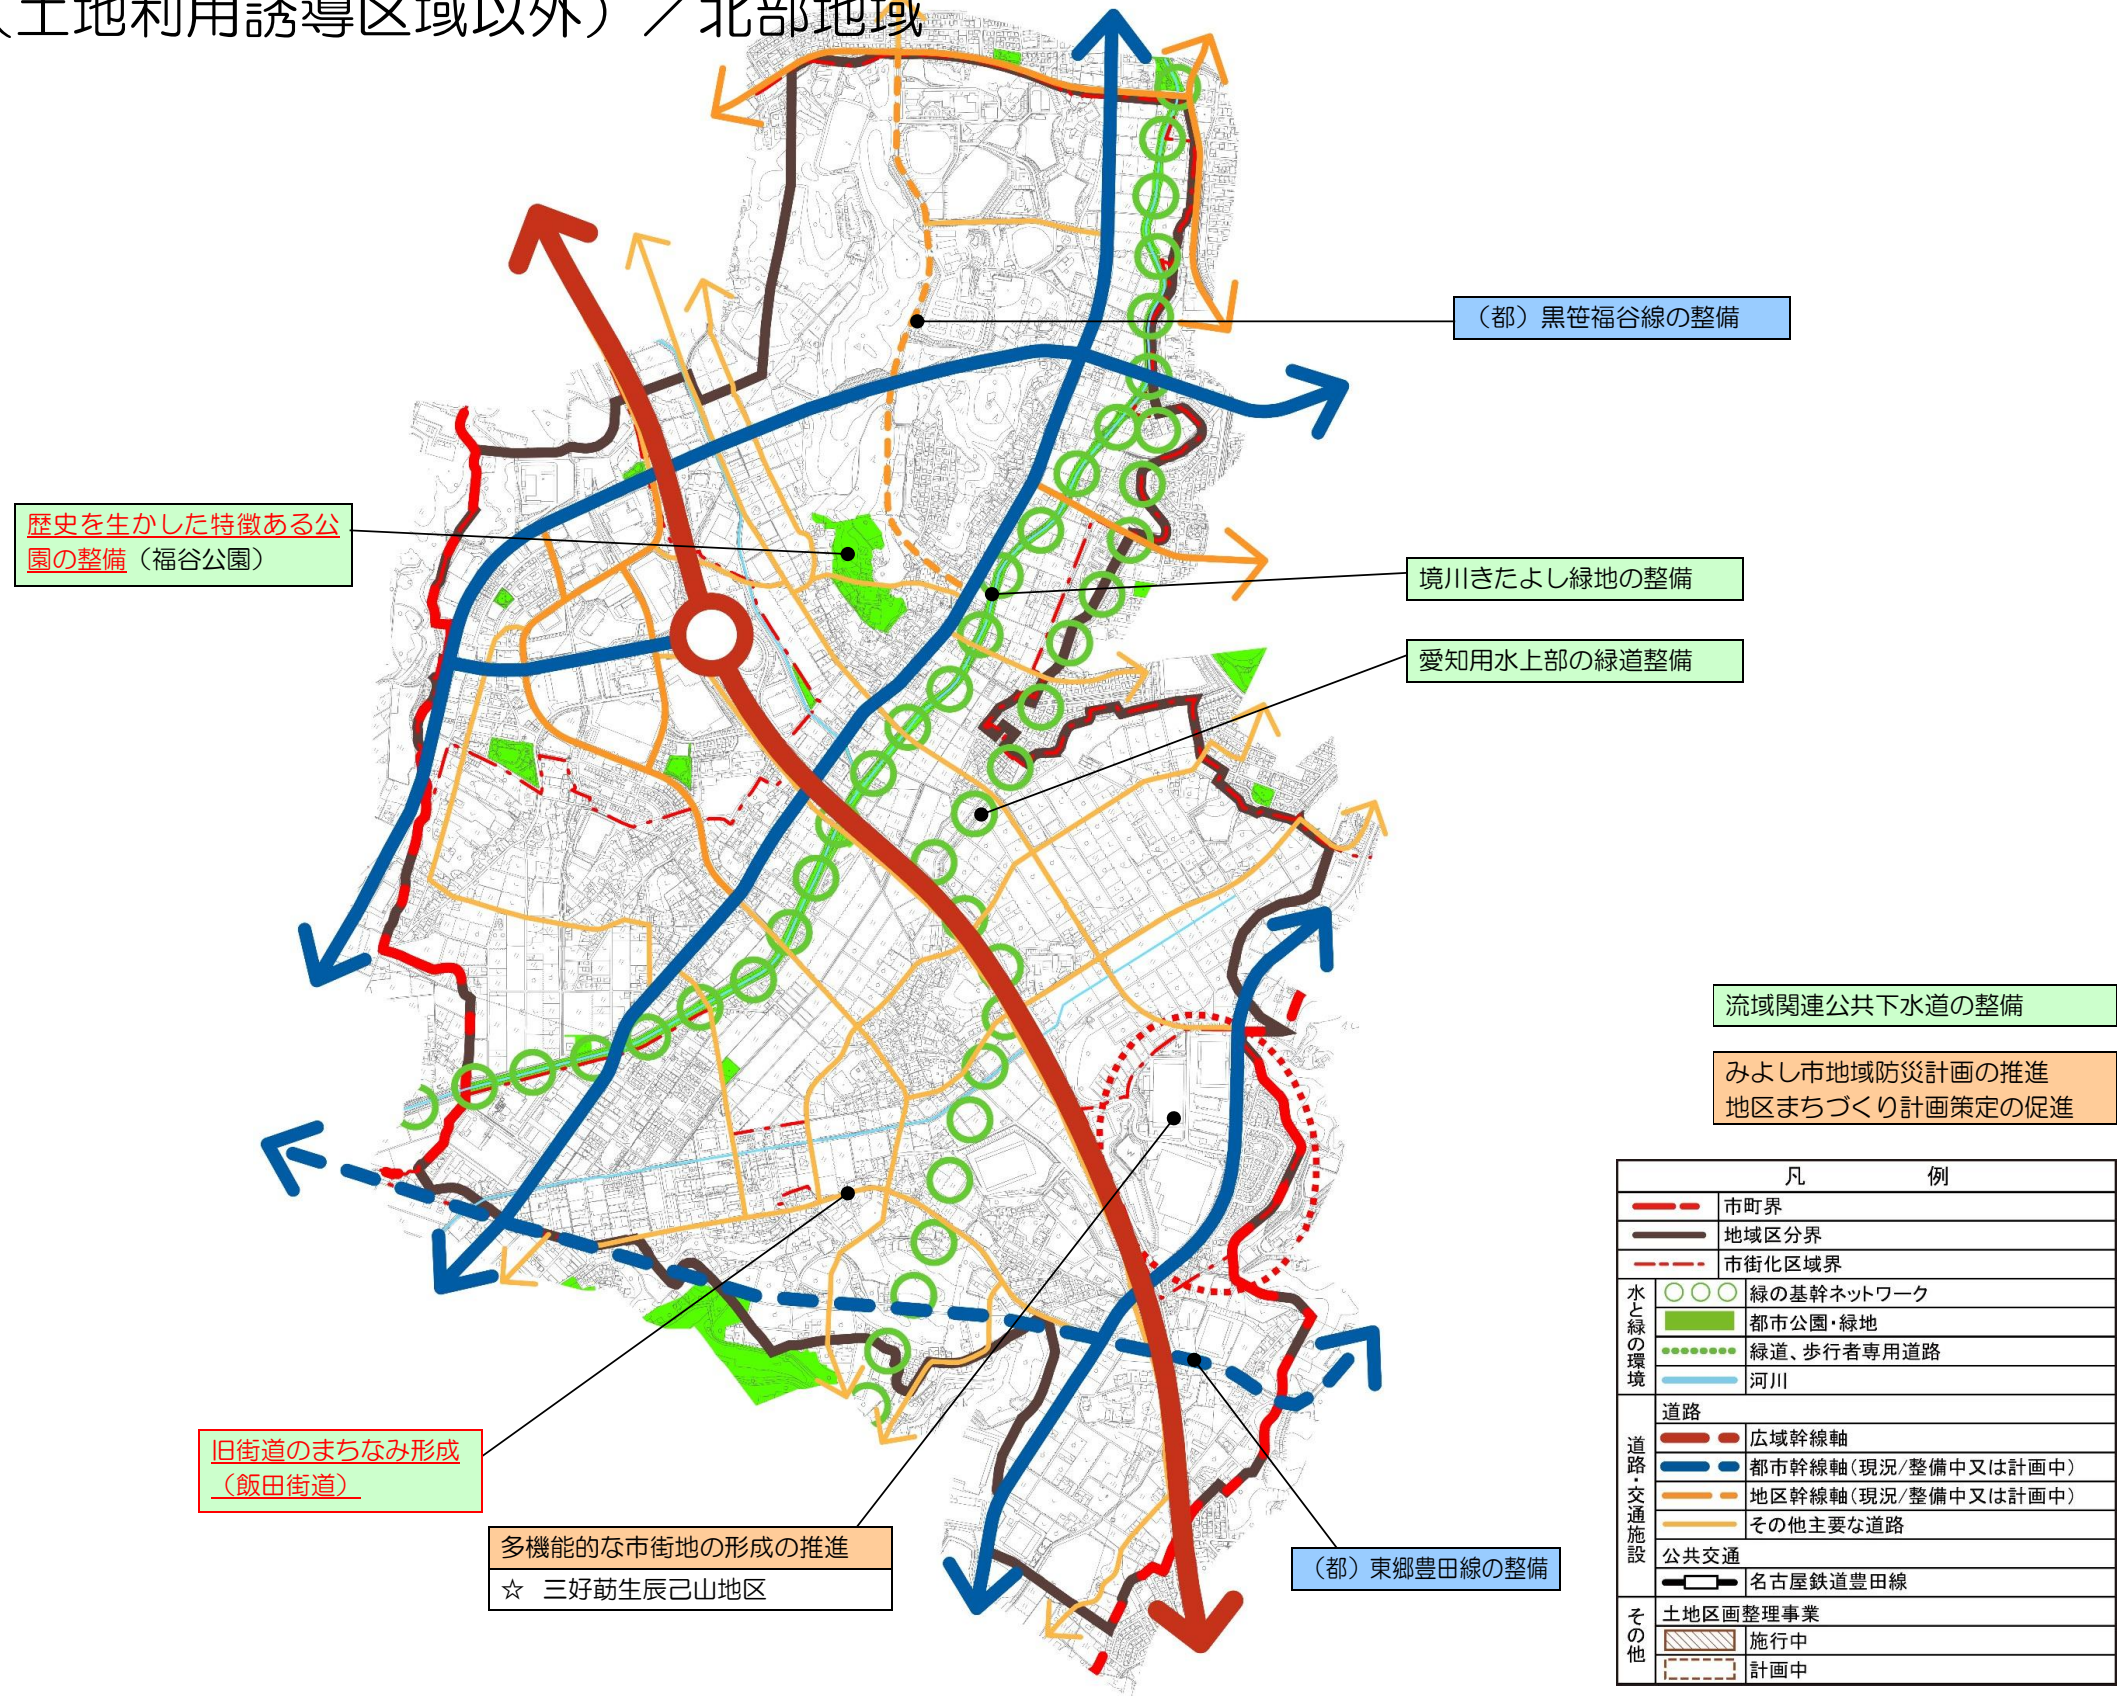 （土地利用誘導区域以外）／北部地域
（都）黒笹福谷線の整備
歴史を生かした特徴ある公
園の整備（福谷公園）
境川きたよし緑地の整備
愛知用水上部の緑道整備
流域関連公共下水道の整備
みよし市地域防災計画の推進
地区まちづくり計画策定の促進
旧街道のまちなみ形成
（飯田街道）
多機能的な市街地の形成の推進
☆ 三好莇生辰己山地区
（都）東郷豊田線の整備
凡 例
市町界
地域区分界
市街化区域界
水と緑の環境
緑の基幹ネットワーク
都市公園・緑地
緑道、歩行者専用道路
河川
道路・交通施設
道路
広域幹線軸
都市幹線軸（現況/整備中又は計画中）
地区幹線軸（現況/整備中又は計画中）
その他主要な道路
公共交通
名古屋鉄道豊田線
その他
土地区画整理事業
施行中
計画中